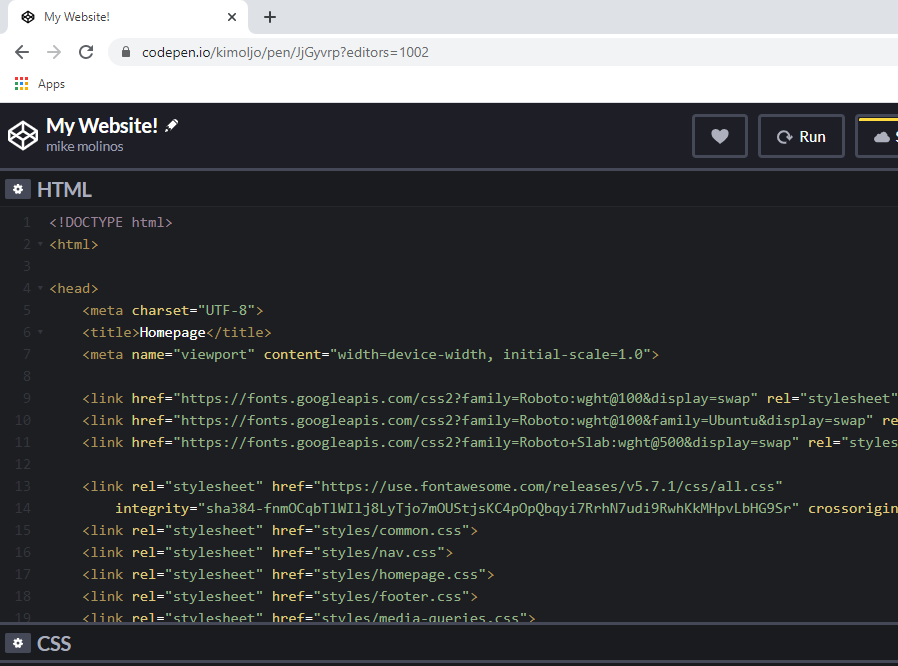 My Website!
codepen.io/kimoljo/pen/JjGyvrp?editors=1002
Apps
My Website!
mike molinos
Run
HTML
1 <!DOCTYPE html>
2 <html>
3
4 <head>
5 <meta charset="UTF-8">
6 <title>Homepage</title>
7 <meta name="viewport" content="width=device-width, initial-scale=1.0">
8
9 <link href="https://fonts.googleapis.com/css2?family=Roboto:wght@100&display=swap" rel="stylesheet"
10 <link href="https://fonts.googleapis.com/css2?family=Roboto:wght@100&family=Ubuntu&display=swap" re
11 <link href="https://fonts.googleapis.com/css2?family=Roboto+Slab:wght@500&display=swap" rel="styles
12
13 <link rel="stylesheet" href="https://use.fontawesome.com/releases/v5.7.1/css/all.css"
14 integrity="sha384-fnmOCqbTlWIlj8LyTjo7mOUStjsKC4pOpQbqyi7RrhN7udi9RwhKkMHpvLbHG9Sr" crossorigin
15 <link rel="stylesheet" href="styles/common.css">
16 <link rel="stylesheet" href="styles/nav.css">
17 <link rel="stylesheet" href="styles/homepage.css">
18 <link rel="stylesheet" href="styles/footer.css">
19 <link rel="stylesheet" href="styles/media-queries.css">
CSS